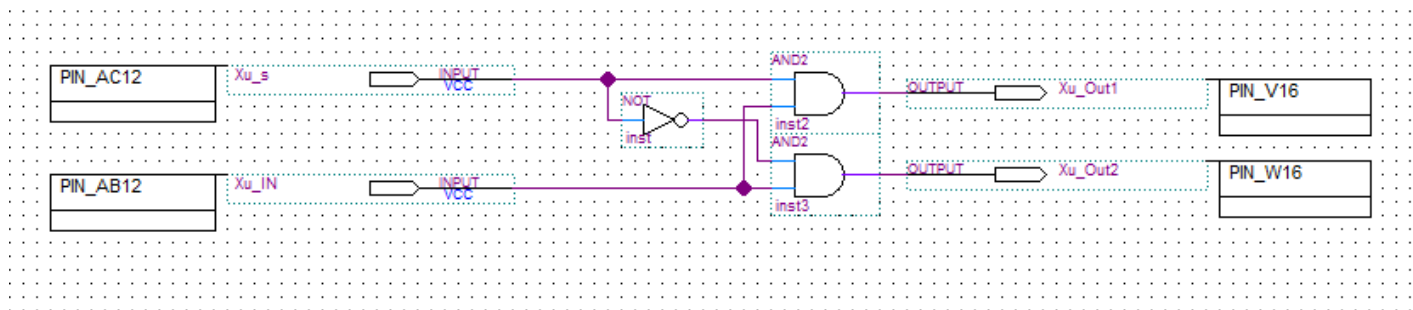 AND2
PIN_AC12 Xu_s INPUT
VCC
OUTPUT Xu_Out1 PIN_V16
NOT
inst
inst2
AND2
PIN_AB12 Xu_IN INPUT
VCC
OUTPUT Xu_Out2 PIN_W16
inst3